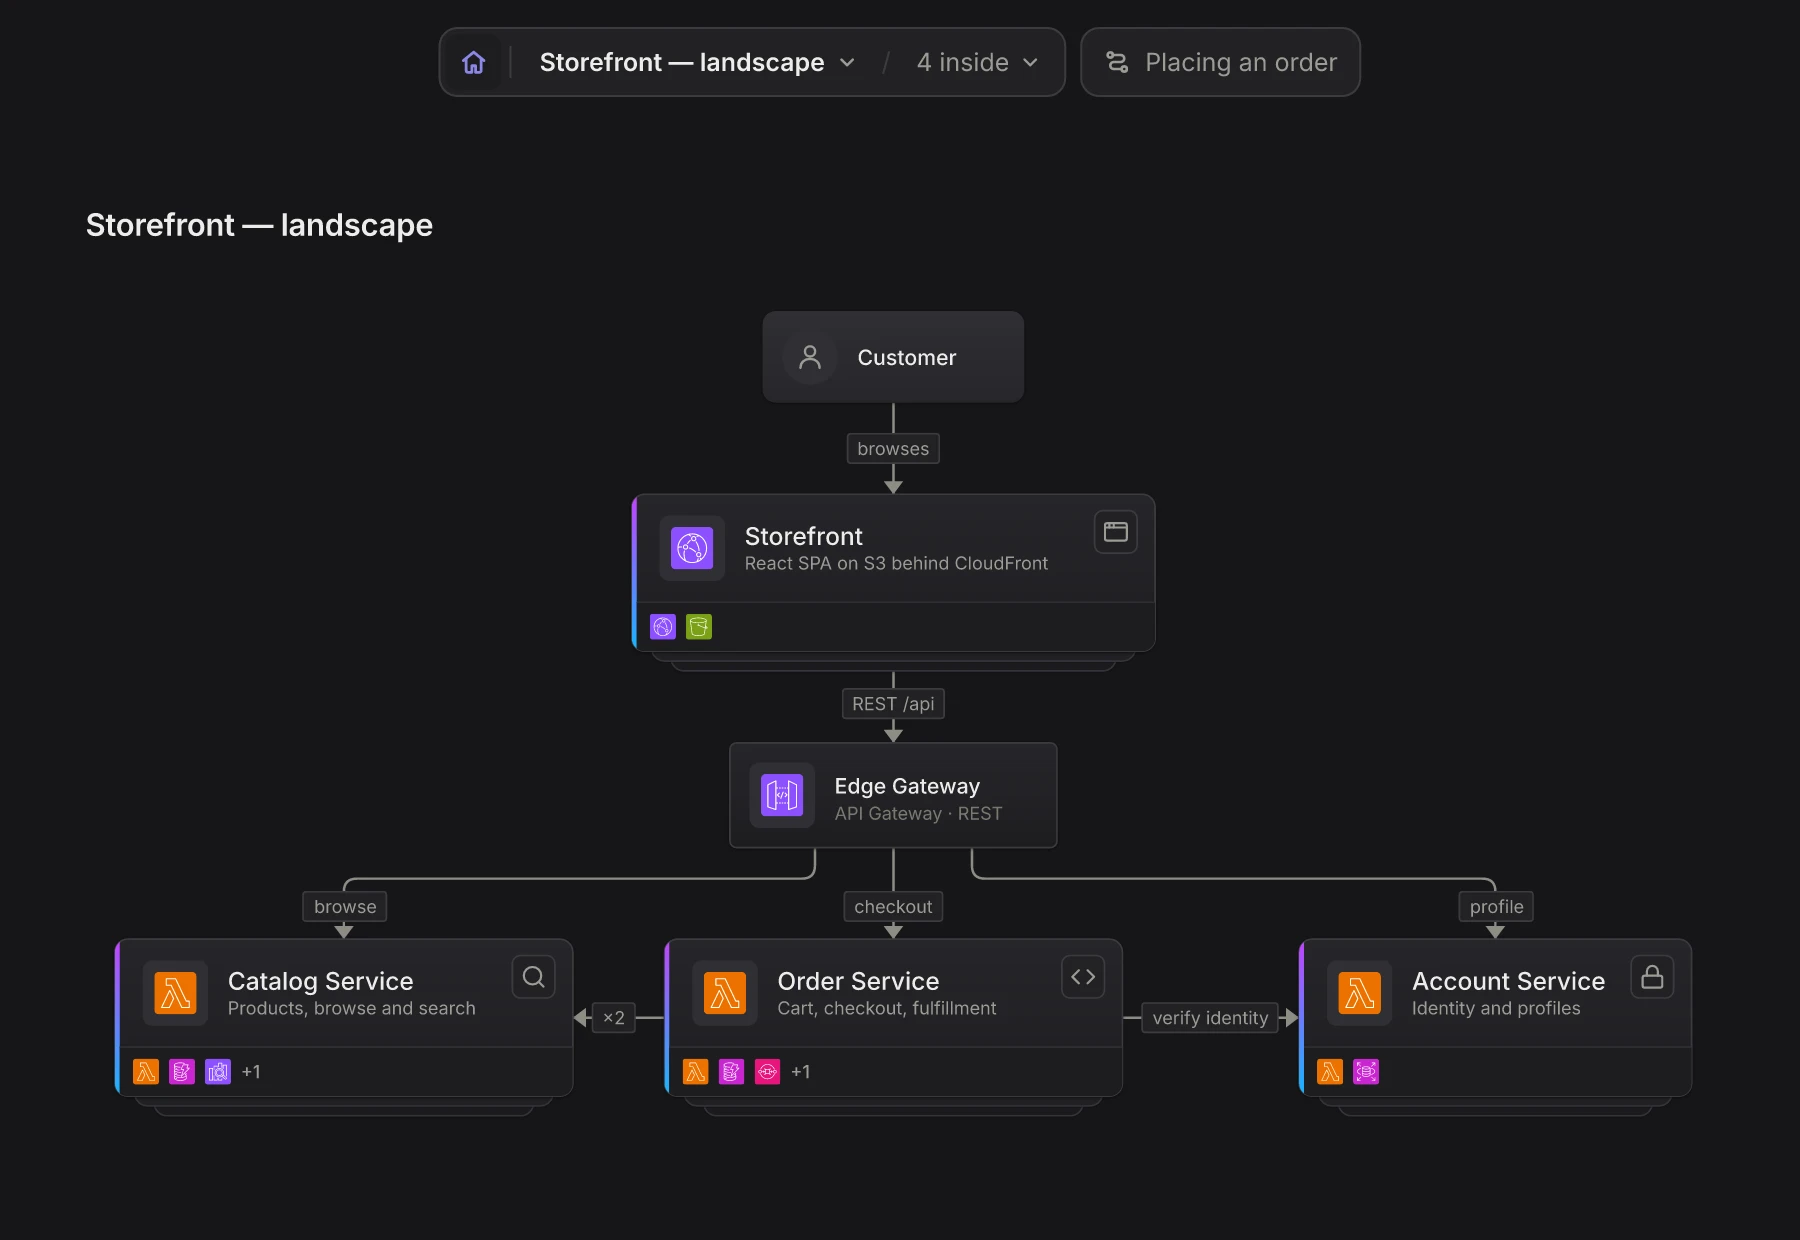 Storefront — landscape / 4 inside
Placing an order
Storefront — landscape
Customer
browses
Storefront
React SPA on S3 behind CloudFront
REST /api
Edge Gateway
API Gateway · REST
browse
checkout
profile
Catalog Service
Products, browse and search
+1
×2
Order Service
Cart, checkout, fulfillment
+1
verify identity
Account Service
Identity and profiles